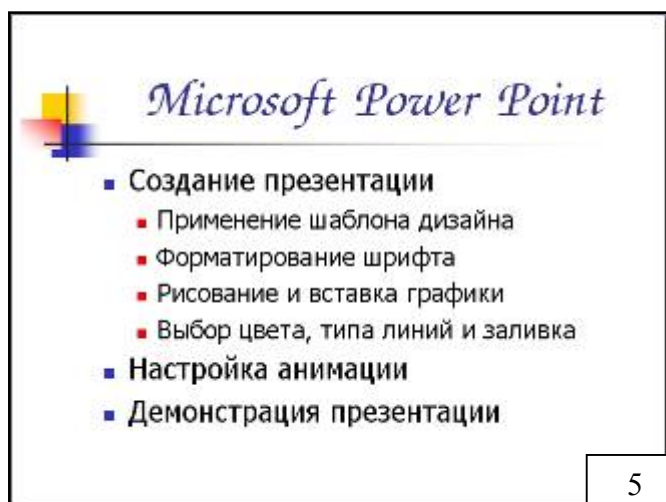 Microsoft Power Point
Создание презентации
Применение шаблона дизайна
Форматирование шрифта
Рисование и вставка графики
Выбор цвета, типа линий и заливка
Настройка анимации
Демонстрация презентации
5